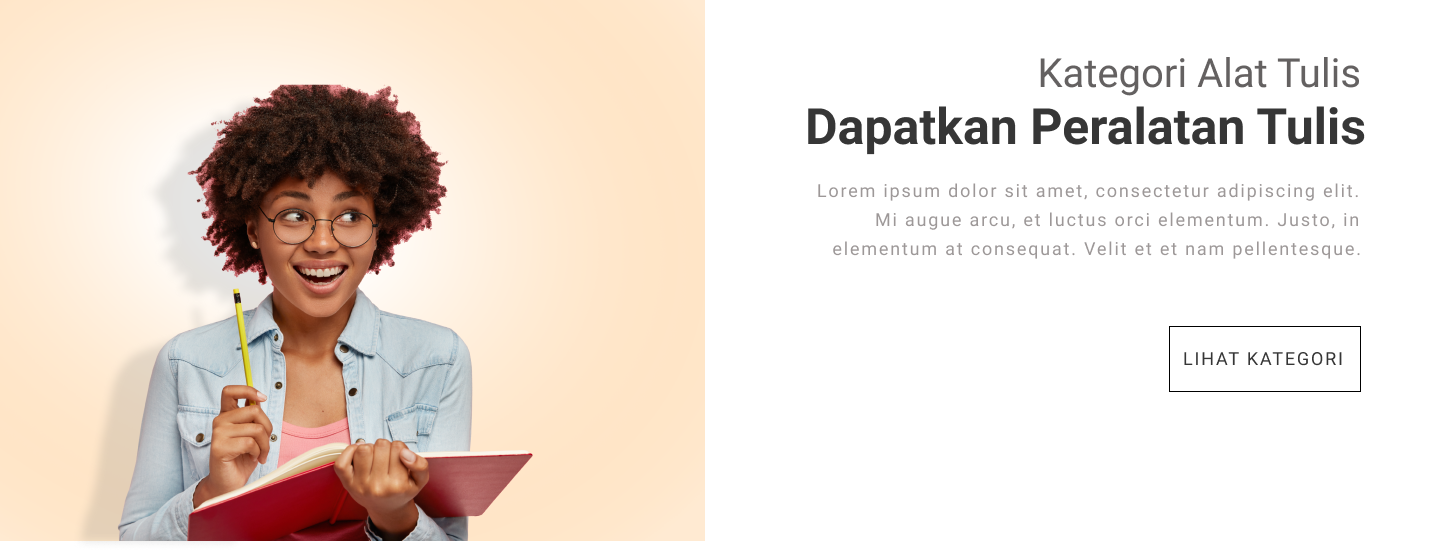 Kategori Alat Tulis
Dapatkan Peralatan Tulis
Lorem ipsum dolor sit amet, consectetur adipiscing elit.
Mi augue arcu, et luctus orci elementum. Justo, in
elementum at consequat. Velit et et nam pellentesque.
LIHAT KATEGORI